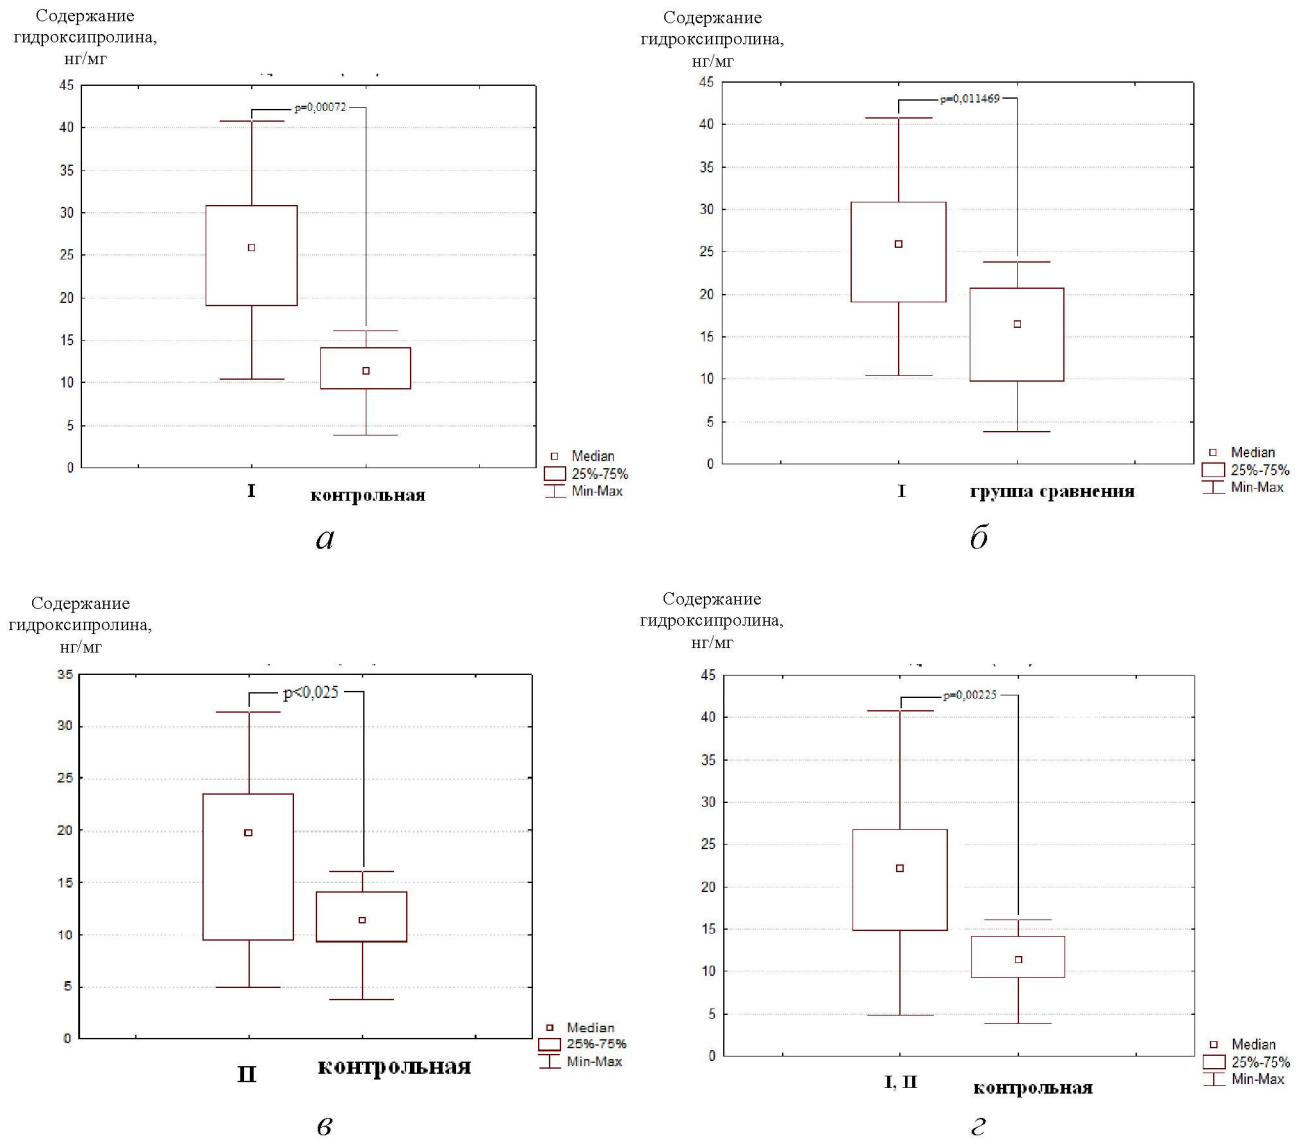 Содержание
гидроксипролина,
нг/мг
45
40
35
30
25
20
15
10
5
0
p=0,00072
I контрольная
Median
25%-75%
Min-Max
а
Содержание
гидроксипролина,
нг/мг
45
40
35
30
25
20
15
10
5
0
p=0,011469
I группа сравнения
Median
25%-75%
Min-Max
б
Содержание
гидроксипролина,
нг/мг
35
30
25
20
15
10
5
0
p<0,025
II контрольная
Median
25%-75%
Min-Max
в
Содержание
гидроксипролина,
нг/мг
45
40
35
30
25
20
15
10
5
0
p=0,00225
I, II контрольная
Median
25%-75%
Min-Max
г